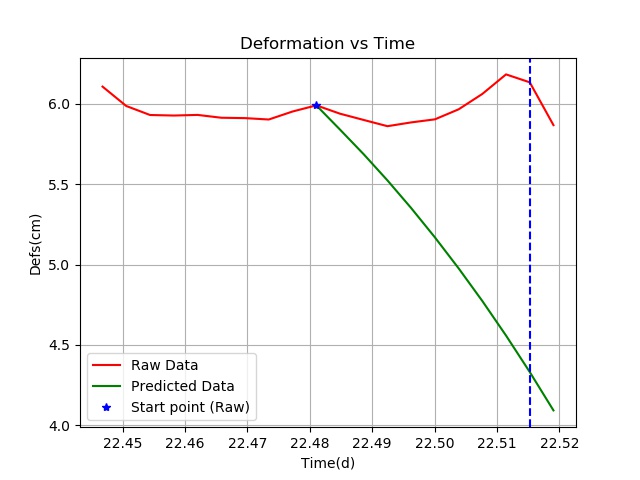 Deformation vs Time
Defs(cm)
6.0
5.5
5.0
4.5
4.0
Raw Data
Predicted Data
Start point (Raw)
22.45 22.46 22.47 22.48 22.49 22.50 22.51 22.52
Time(d)